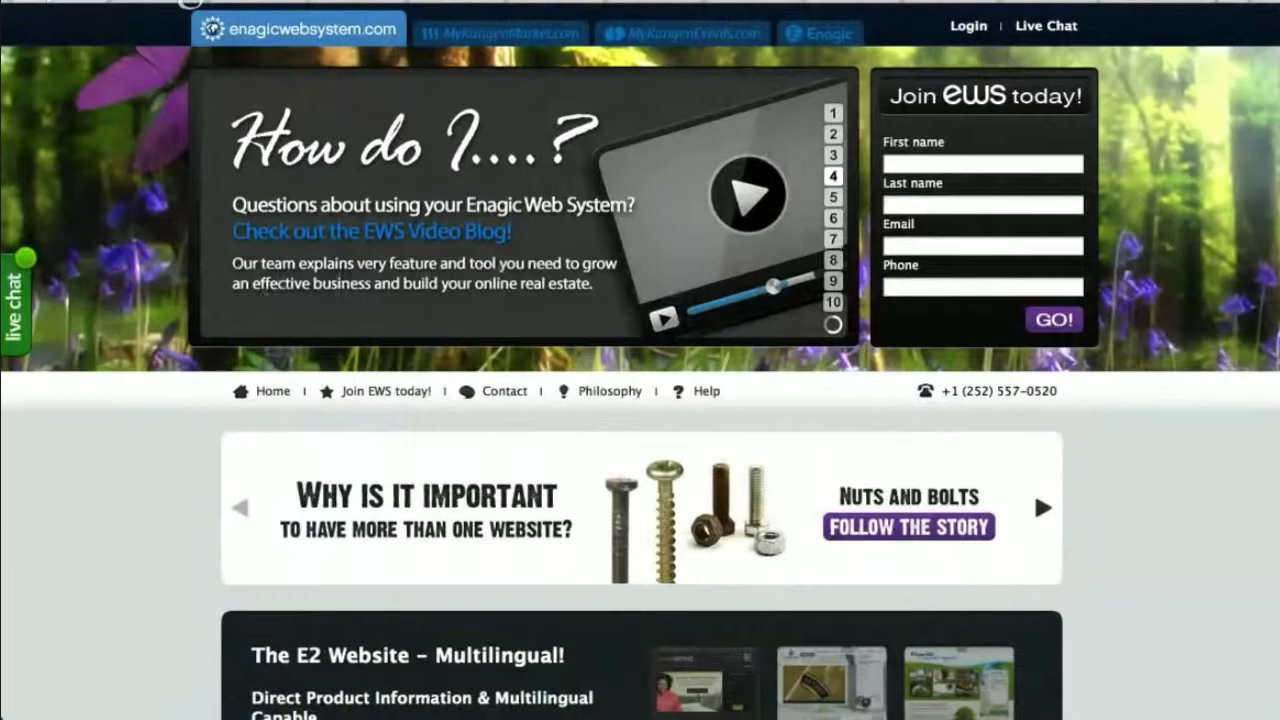 enagicwebsystem.com
MyKangenMarket.com
MyKangenEvents.com
Enagic
Login
Live Chat
How do I....?
Questions about using your Enagic Web System?
Check out the EWS Video Blog!
Our team explains very feature and tool you need to grow
an effective business and build your online real estate.
1
2
3
4
5
6
7
8
9
10
Join ews today!
First name
Last name
Email
Phone
GO!
live chat
Home
Join EWS today!
Contact
Philosophy
Help
+1 (252) 557-0520
WHY IS IT IMPORTANT
TO HAVE MORE THAN ONE WEBSITE?
NUTS AND BOLTS
FOLLOW THE STORY
The E2 Website – Multilingual!
Direct Product Information & Multilingual
Capable